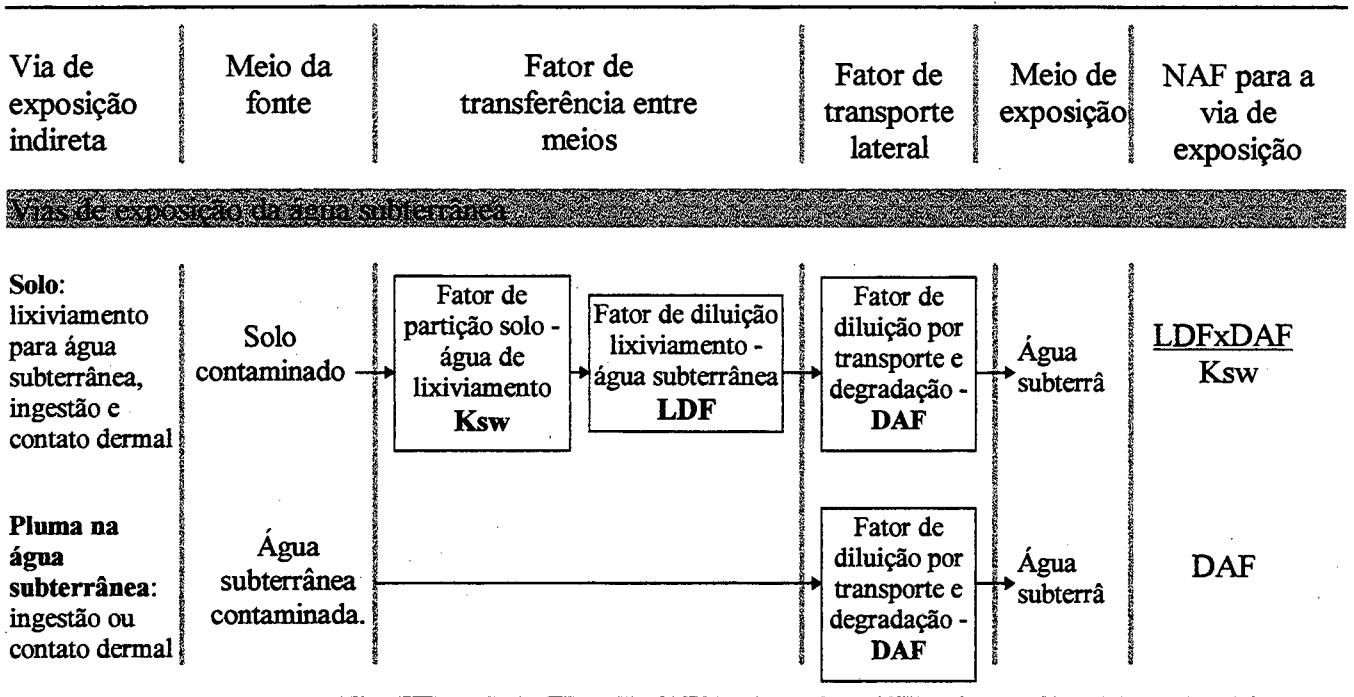 Via de
exposição
indireta
Meio da
fonte
Fator de
transferência entre
meios
Fator de
transporte
lateral
Meio de
exposição
NAF para a
via de
exposição
Vias de exposição da água subterrânea
Solo:
lixiviamento
para água
subterrânea,
ingestão e
contato dermal
Solo
contaminado
Fator de
partição solo -
água de
lixiviamento
Ksw
Fator de diluição
lixiviamento -
água subterrânea
LDF
Fator de
diluição por
transporte e
degradação -
DAF
Água
subterrâ
LDFxDAF
Ksw
Pluma na
água
subterrânea:
ingestão ou
contato dermal
Água
subterrânea
contaminada.
Fator de
diluição por
transporte e
degradação -
DAF
Água
subterrâ
DAF